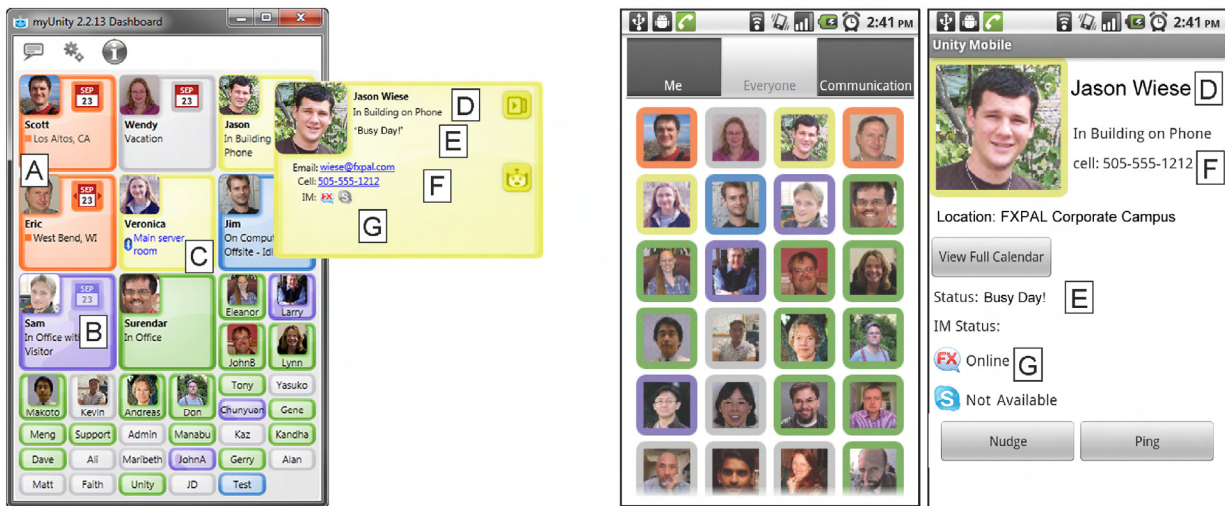 myUnity 2.2.13 Dashboard
SEP
23
SEP
23
Scott
Los Altos, CA
A
Wendy
Vacation
Jason
In Building
Phone
Jason Wiese
In Building on Phone
"Busy Day!"
D
E
Email: wiese@fxpal.com
Cell: 505-555-1212
IM: FX S
F
G
SEP
23
Eric
West Bend, WI
Veronica
Main server
room
C
Jim
On Compu
Offsite - Idl
SEP
23
Sam
In Office with
Visitor
B
Surendar
In Office
Eleanor
Larry
JohnB
Lynn
Makoto
Kevin
Andreas
Don
Tony
Yasuko
Chunyuan
Gene
Meng
Support
Admin
Manabu
Kaz
Kandha
Dave
Ali
Maribeth
JohnA
Gerry
Alan
Matt
Faith
Unity
JD
Test
2:41 PM
Me
Everyone
Communication
2:41 PM
Unity Mobile
Jason Wiese
D
In Building on Phone
cell: 505-555-1212
F
Location: FXPAL Corporate Campus
View Full Calendar
Status: Busy Day!
E
IM Status:
FX Online
G
S Not Available
Nudge
Ping